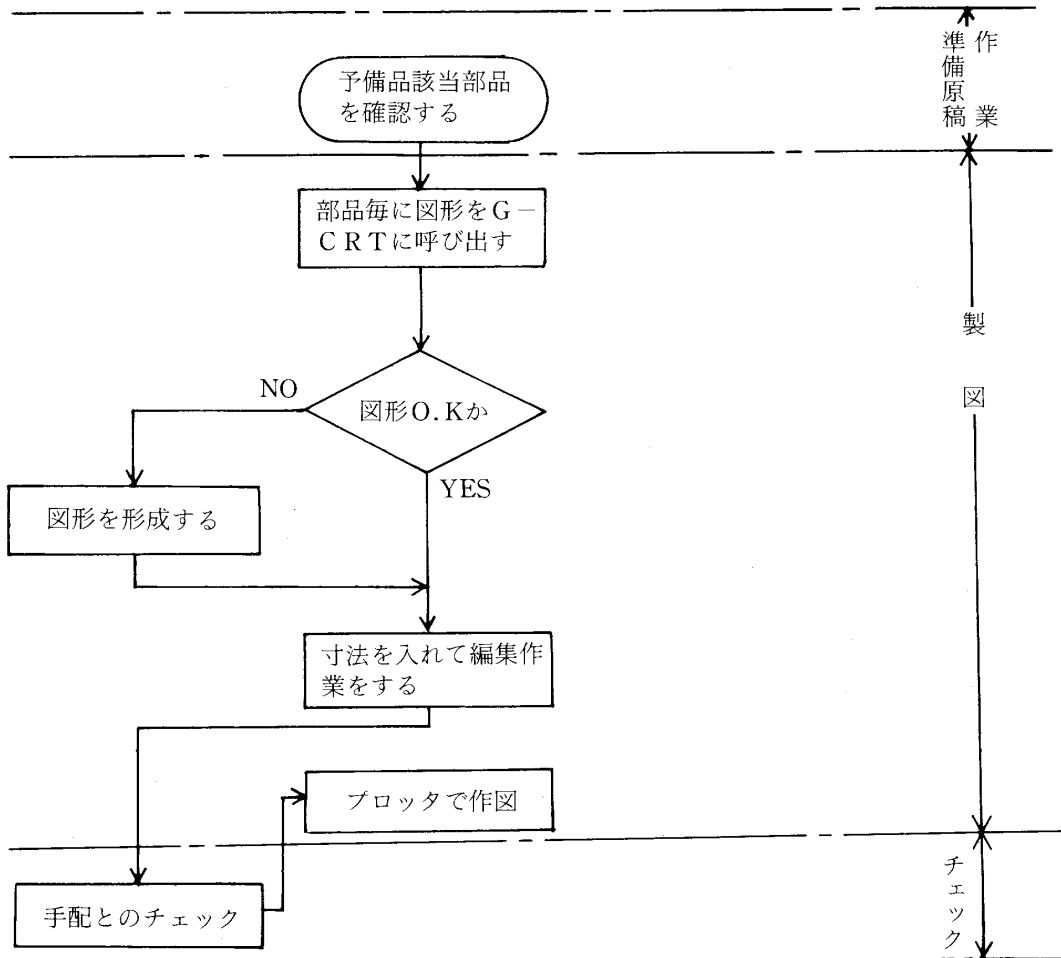 準備原稿
作業
予備品該当部品
を確認する
部品毎に図形をG−
CRTに呼び出す
製図
NO
図形O.Kか
YES
図形を形成する
寸法を入れて編集作
業をする
プロッタで作図
チェック
手配とのチェック